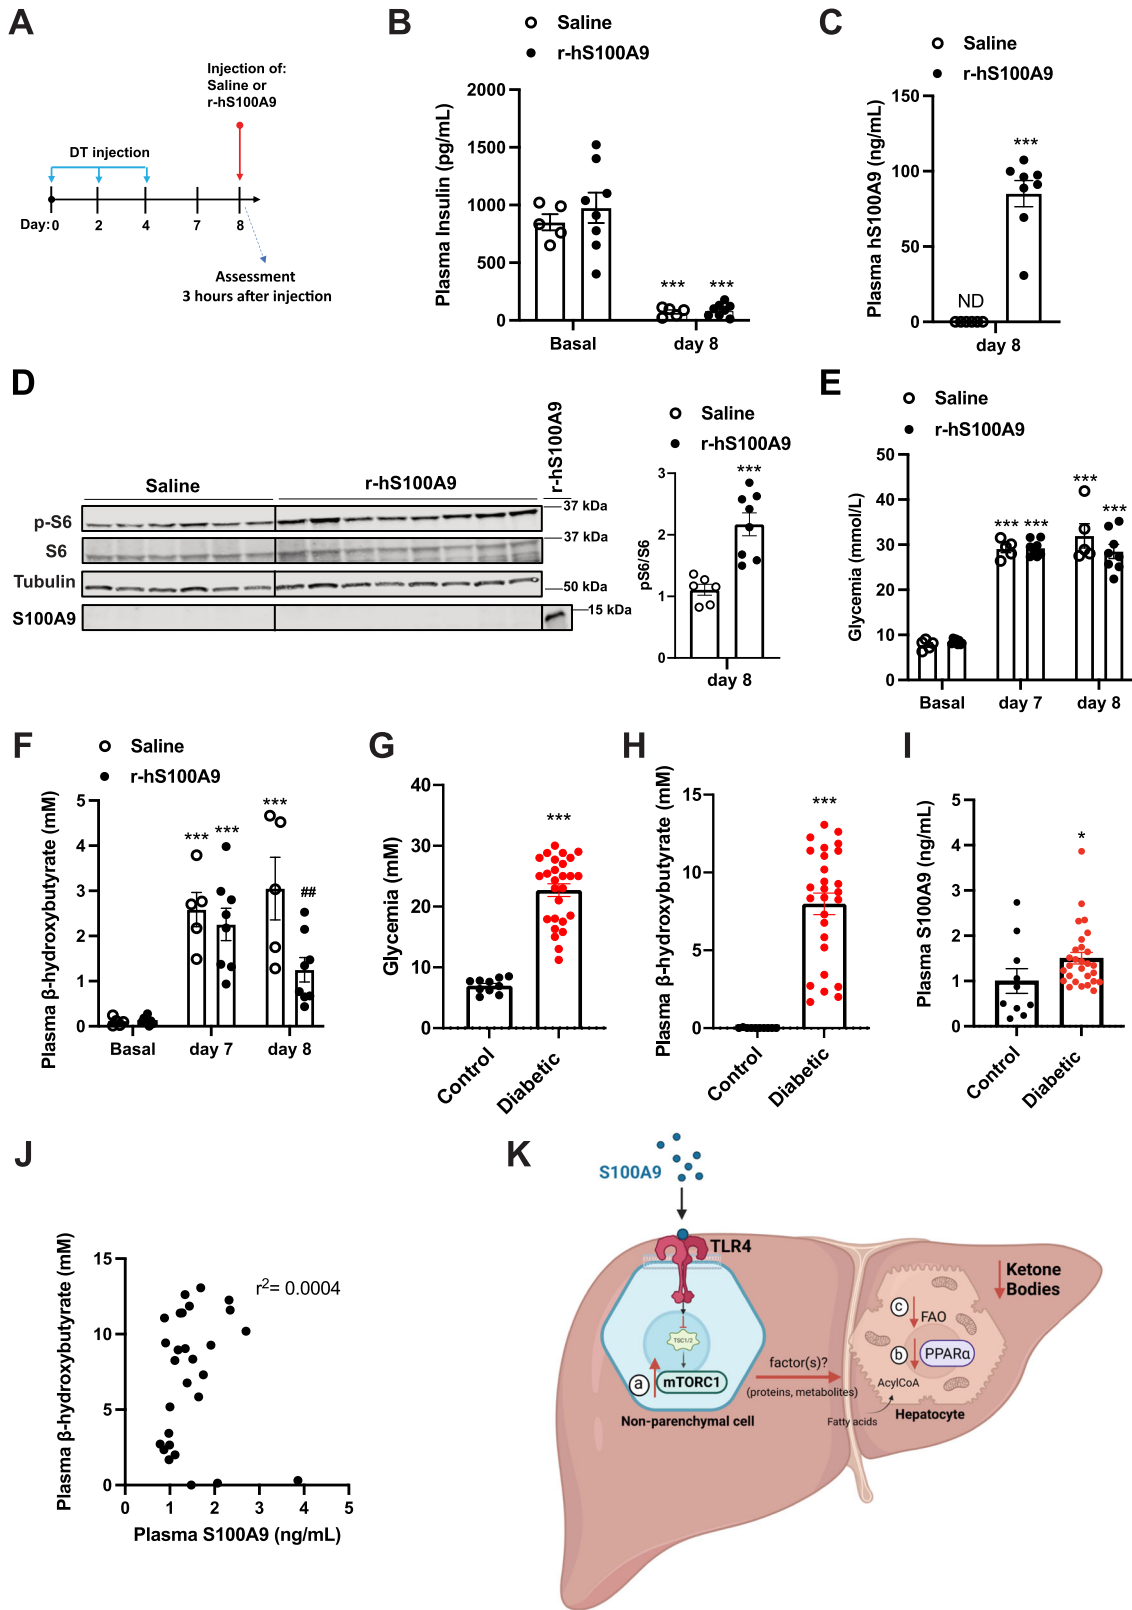 A
Injection of:
Saline or
r-hS100A9
DT injection
Day: 0 2 4 7 8
Assessment
3 hours after injection
B
Saline
r-hS100A9
Plasma Insulin (pg/mL)
2000
1500
1000
500
0
*** ***
Basal day 8
C
Saline
r-hS100A9
Plasma hS100A9 (ng/mL)
150
100
50
0
***
ND
day 8
D
Saline r-hS100A9 r-hS100A9
p-S6 37 kDa
S6 37 kDa
Tubulin 50 kDa
S100A9 15 kDa
Saline
r-hS100A9
pS6/S6
3
2
1
0
***
day 8
E
Saline
r-hS100A9
Glycemia (mmol/L)
50
40
30
20
10
0
*** *** *** ***
Basal day 7 day 8
F
Saline
r-hS100A9
Plasma β-hydroxybutyrate (mM)
5
4
3
2
1
0
*** *** *** ##
Basal day 7 day 8
G
Glycemia (mM)
40
30
20
10
0
***
Control Diabetic
H
Plasma β-hydroxybutyrate (mM)
15
10
5
0
***
Control Diabetic
I
Plasma S100A9 (ng/mL)
5
4
3
2
1
0
*
Control Diabetic
J
Plasma β-hydroxybutyrate (mM)
15
10
5
0
r2= 0.0004
0 1 2 3 4 5
Plasma S100A9 (ng/mL)
K
S100A9
TLR4
TSC1/2
a mTORC1
Non-parenchymal cell
factor(s)?
(proteins, metabolites)
Ketone
Bodies
c FAO
b PPARα
AcylCoA
Fatty acids
Hepatocyte